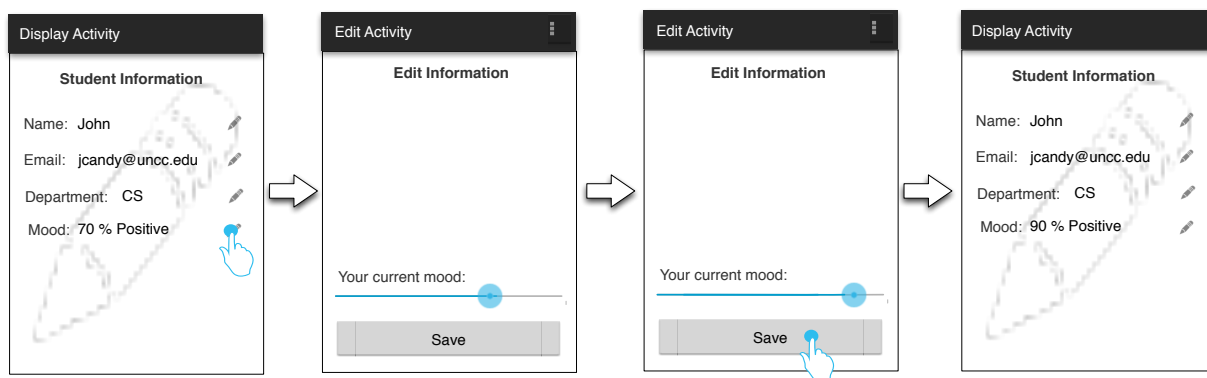 Display Activity
Student Information
Name: John
Email: jcandy@uncc.edu
Department: CS
Mood: 70 % Positive
Edit Activity
Edit Information
Your current mood:
Save
Edit Activity
Edit Information
Your current mood:
Save
Display Activity
Student Information
Name: John
Email: jcandy@uncc.edu
Department: CS
Mood: 90 % Positive